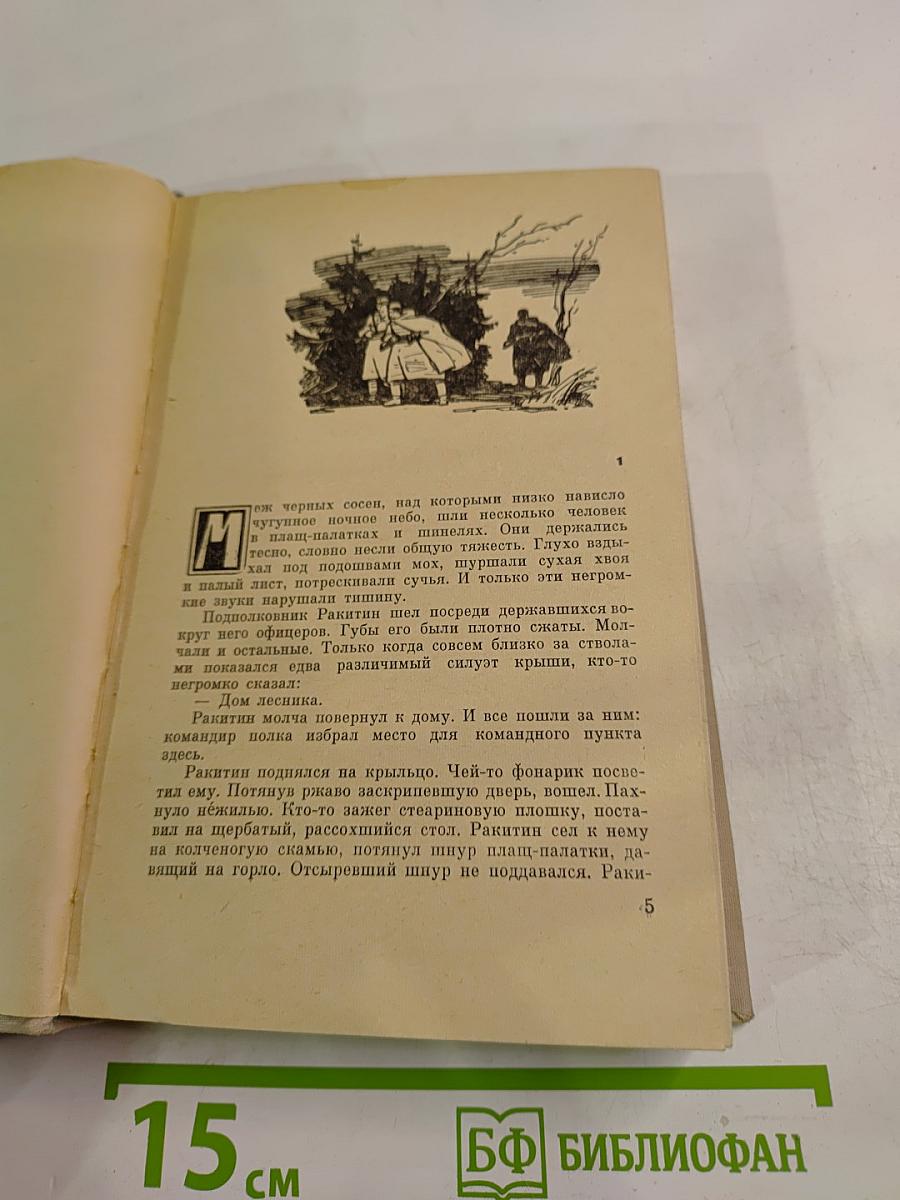 1
Меж черных сосен, над которыми низко нависло
чугунное ночное небо, шли несколько человек
в плащ-палатках и шинелях. Они держались
тесно, словно несли общую тяжесть. Глухо взды-
хал под подошвами мох, шуршали сухая хвоя
и палый лист, потрескивали сучья. И только эти негром-
кие звуки нарушали тишину.
Подполковник Ракитин шел посреди державшихся во-
круг него офицеров. Губы его были плотно сжаты. Мол-
чали и остальные. Только когда совсем близко за ствола-
ми показался едва различимый силуэт крыши, кто-то
негромко сказал:
— Дом лесника.
Ракитин молча повернул к дому. И все пошли за ним:
командир полка избрал место для командного пункта
здесь.
Ракитин поднялся на крыльцо. Чей-то фонарик посве-
тил ему. Потянув ржаво заскрипевшую дверь, вошел. Пах-
нуло не́жилью. Кто-то зажег стеариновую плошку, поста-
вил на щербатый, рассохшийся стол. Ракитин сел к нему
на колченогую скамью, потянул шнур плащ-палатки, да-
вящий на горло. Отсыревший шнур не поддавался. Раки-
5
15 см
БФ БИБЛИОФАН